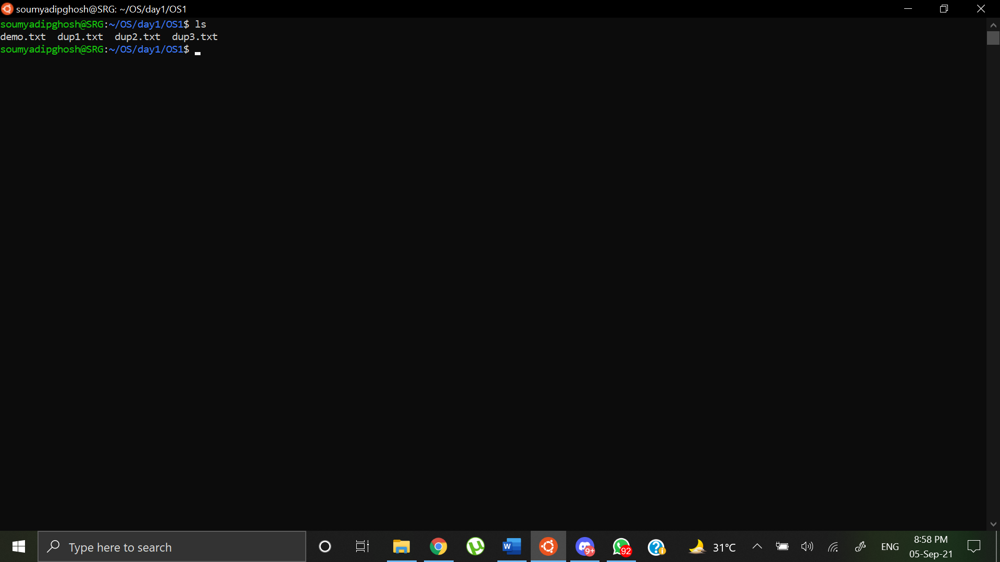 soumyadipghosh@SRG: ~/OS/day1/OS1
soumyadipghosh@SRG:~/OS/day1/OS1$ ls
demo.txt  dup1.txt  dup2.txt  dup3.txt
soumyadipghosh@SRG:~/OS/day1/OS1$
Type here to search
W
9+
92
31°C
ENG
8:58 PM
05-Sep-21